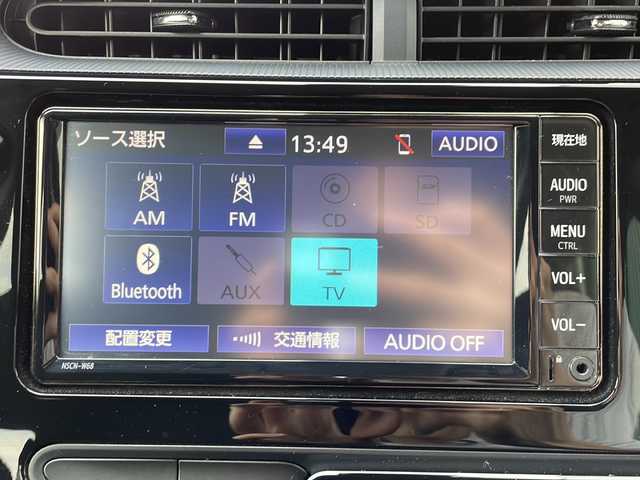 ソース選択 13:49 AUDIO
AM FM CD SD
Bluetooth AUX TV
配置変更 交通情報 AUDIO OFF
NSCN-W68
現在地
AUDIO
PWR
MENU
CTRL
VOL+
VOL-